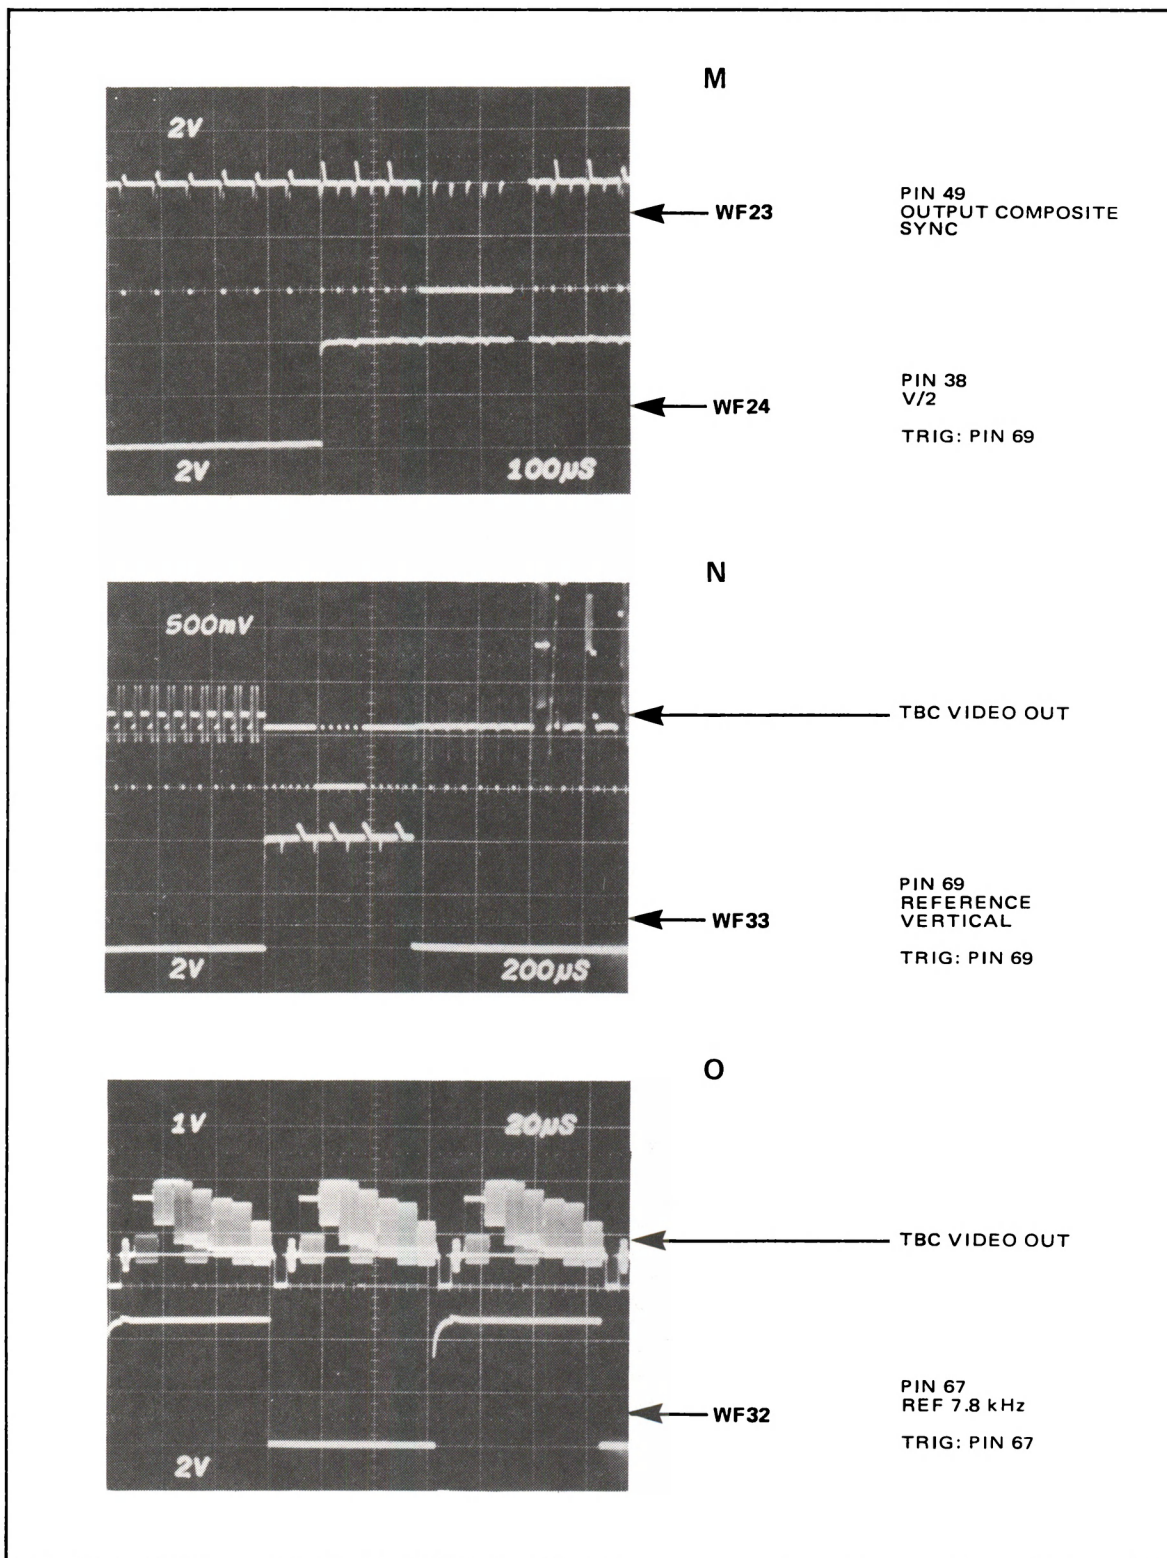 M
2V
WF23
PIN 49
OUTPUT COMPOSITE
SYNC
WF24
PIN 38
V/2
TRIG: PIN 69
2V
100µS
N
500mV
TBC VIDEO OUT
WF33
PIN 69
REFERENCE
VERTICAL
TRIG: PIN 69
2V
200µS
O
1V
20µS
TBC VIDEO OUT
WF32
PIN 67
REF 7.8 kHz
TRIG: PIN 67
2V